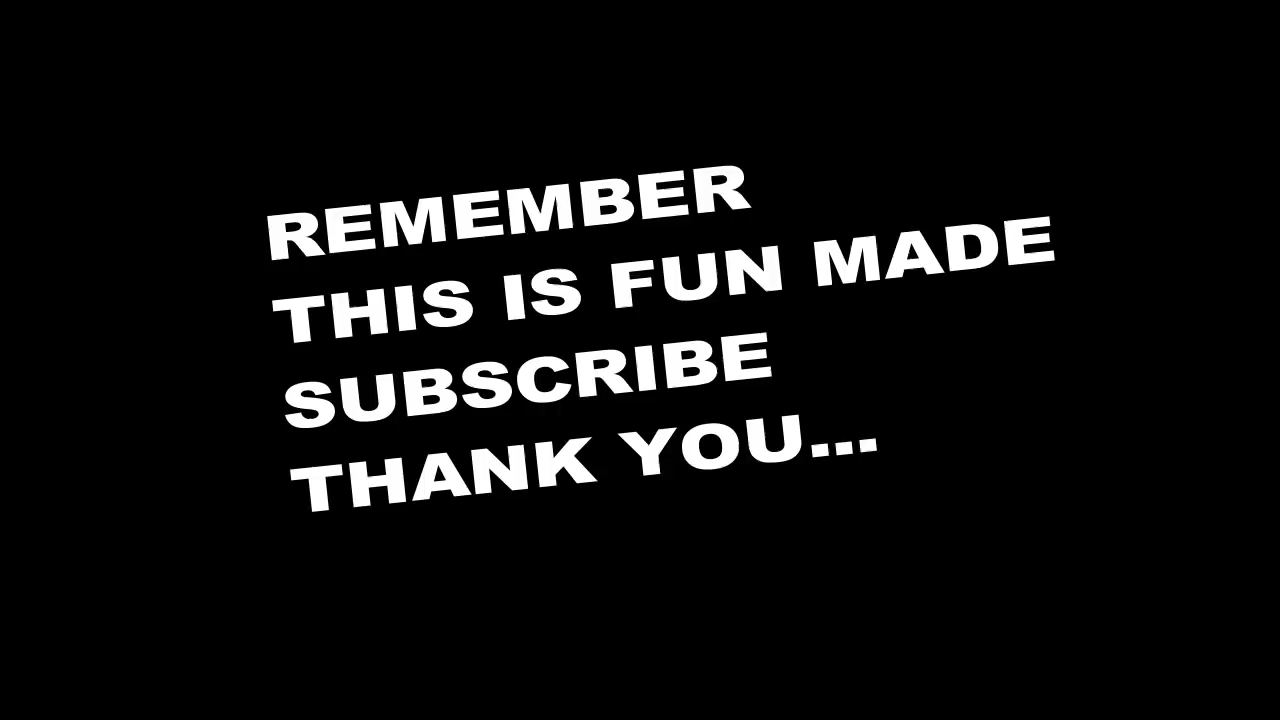 REMEMBER
THIS IS FUN MADE
SUBSCRIBE
THANK YOU...